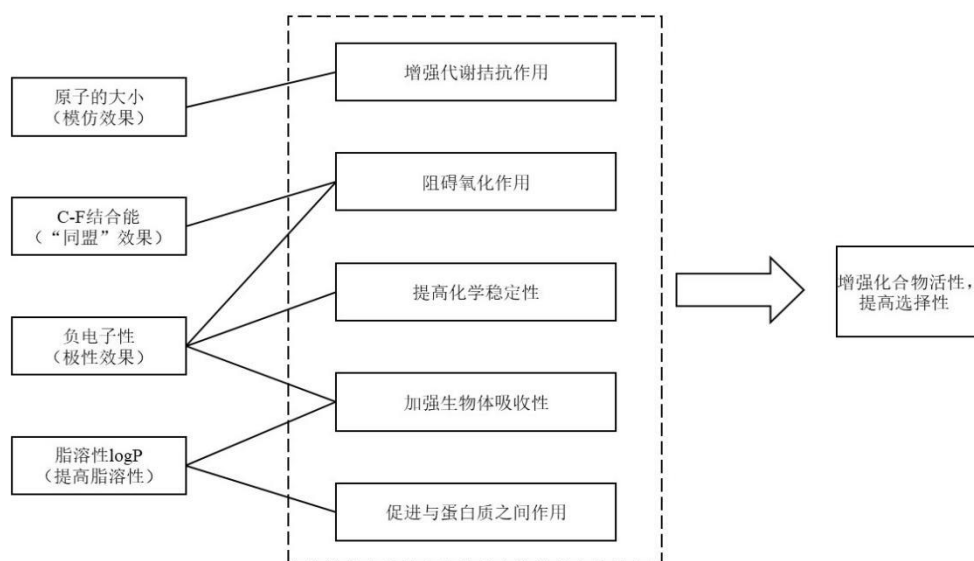 原子的大小
（模仿效果）
C-F结合能
（“同盟”效果）
负电子性
（极性效果）
脂溶性logP
（提高脂溶性）
增强代谢拮抗作用
阻碍氧化作用
提高化学稳定性
加强生物体吸收性
促进与蛋白质之间作用
增强化合物活性，
提高选择性